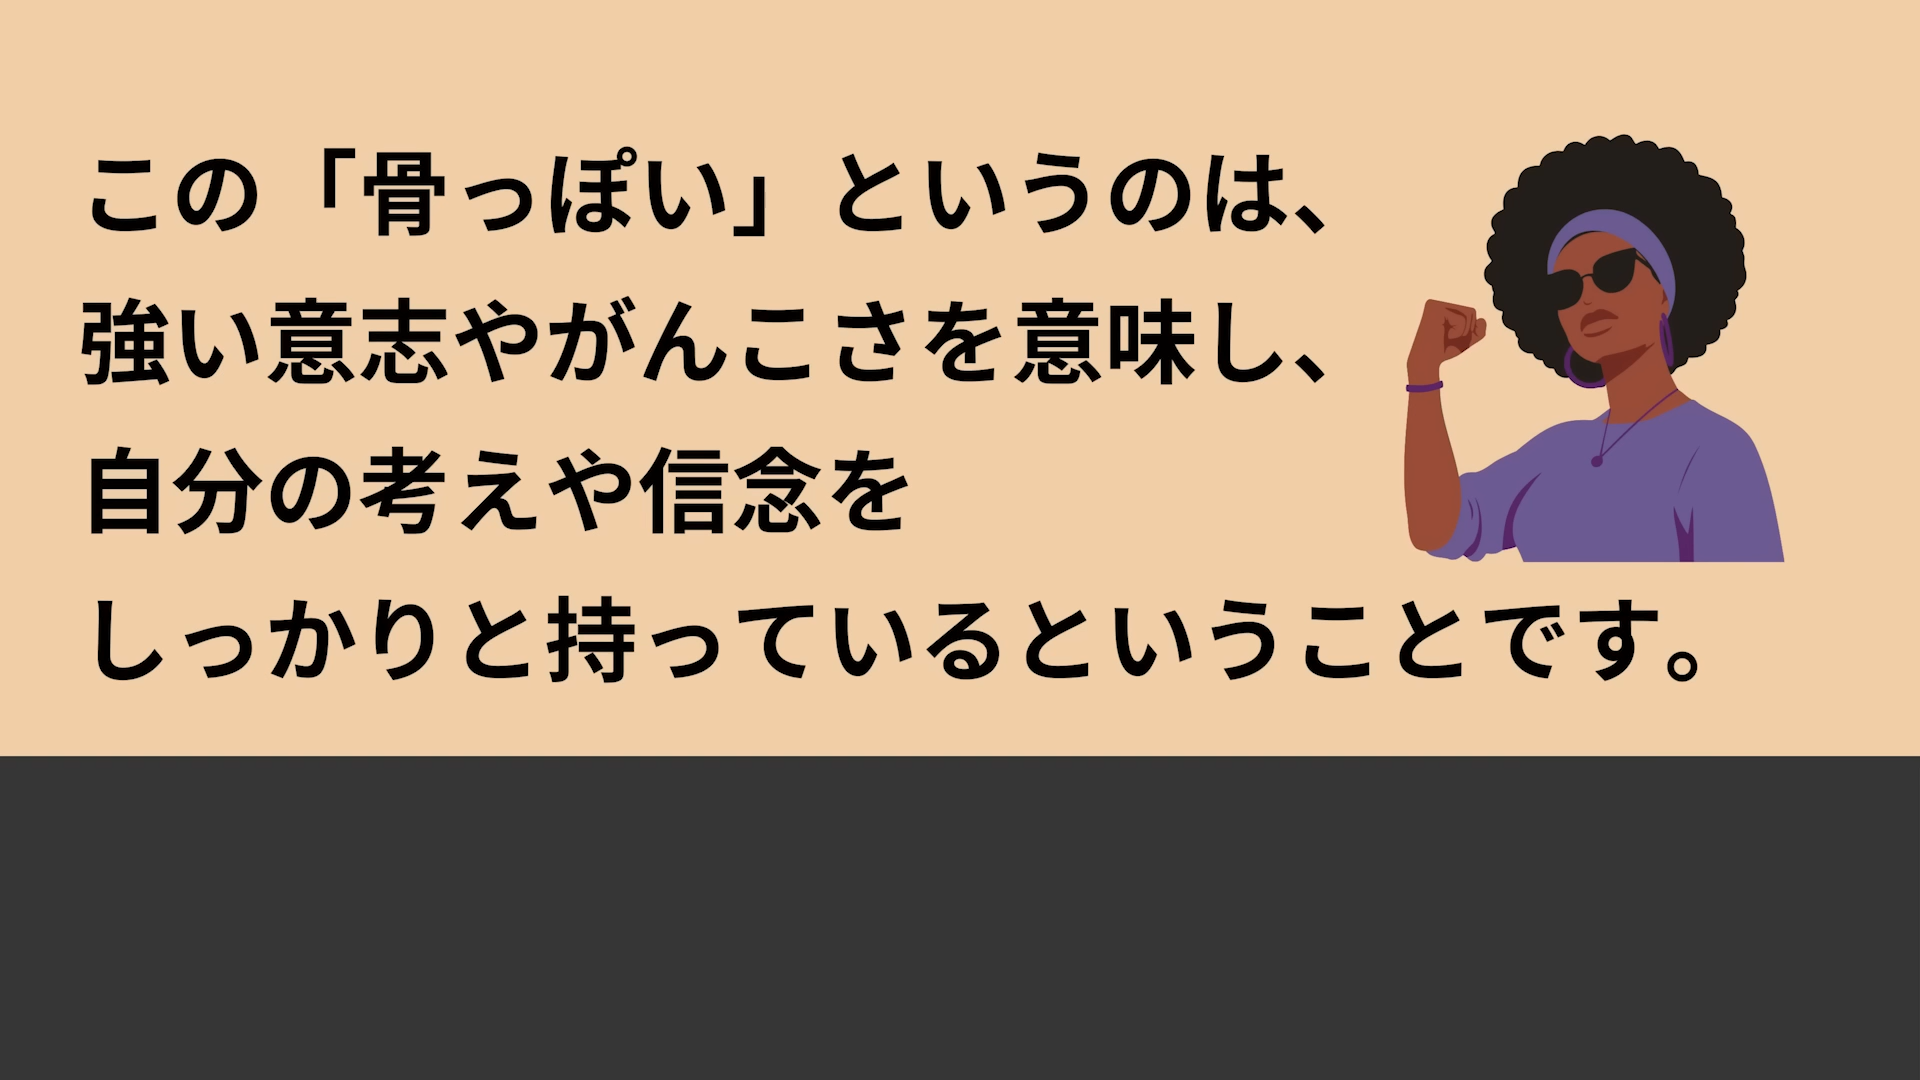 この「骨っぽい」というのは、
強い意志やがんこさを意味し、
自分の考えや信念を
しっかりと持っているということです。